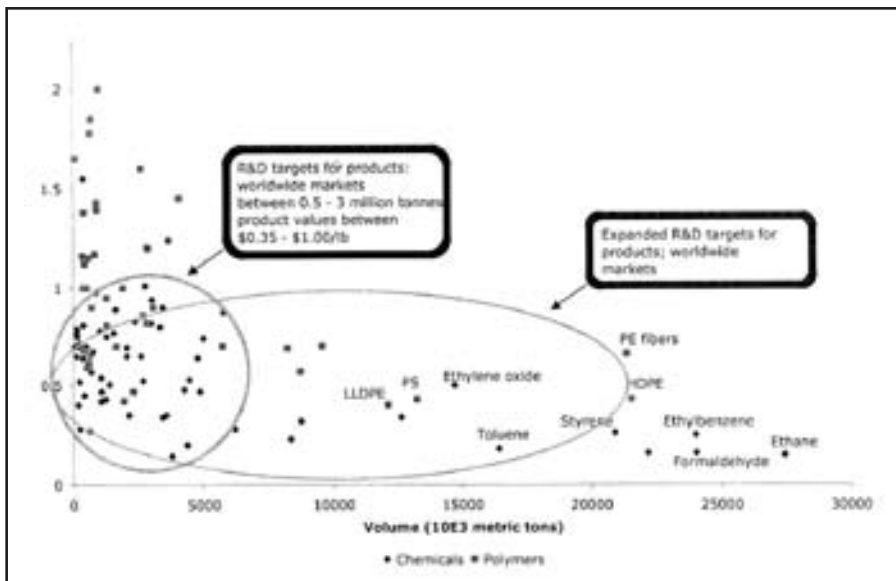 2
R&D targets for products:
worldwide markets
between 0.5 - 3 million tonnes
product values between
$0.35 - $1.00/lb
1.5
Expanded R&D targets for
products; worldwide
markets
1
PE fibers
0.5
LLDPE
PS
Ethylene oxide
HDPE
Toluene
Styrene
Ethylbenzene
Formaldehyde
Ethane
0
0 5000 10000 15000 20000 25000 30000
Volume (10E3 metric tons)
Chemicals Polymers